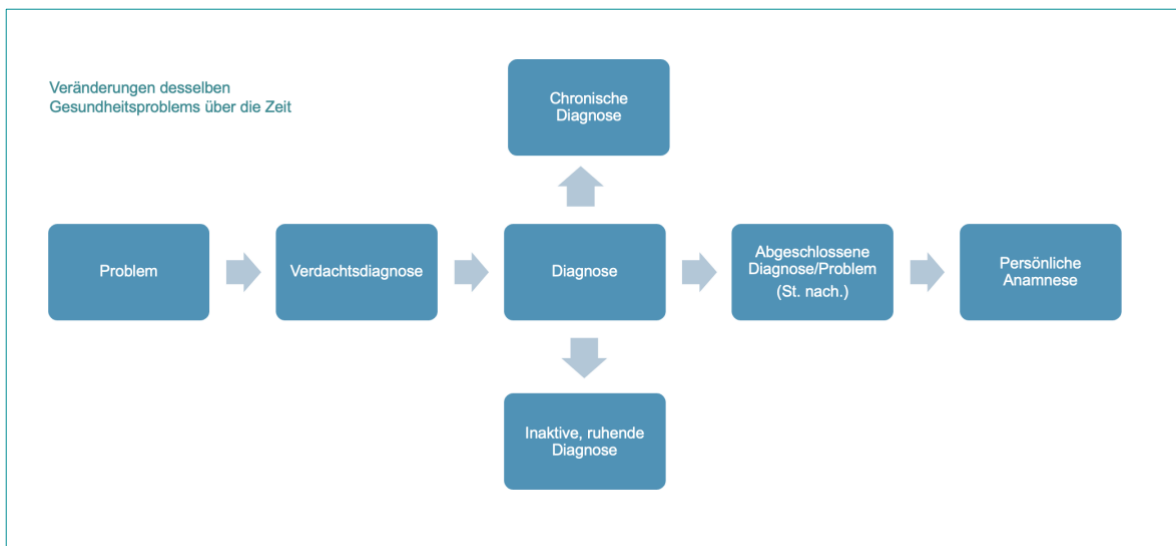 Veränderungen desselben
Gesundheitsproblems über die Zeit
Chronische
Diagnose
Problem
Verdachtsdiagnose
Diagnose
Abgeschlossene
Diagnose/Problem
(St. nach.)
Persönliche
Anamnese
Inaktive, ruhende
Diagnose